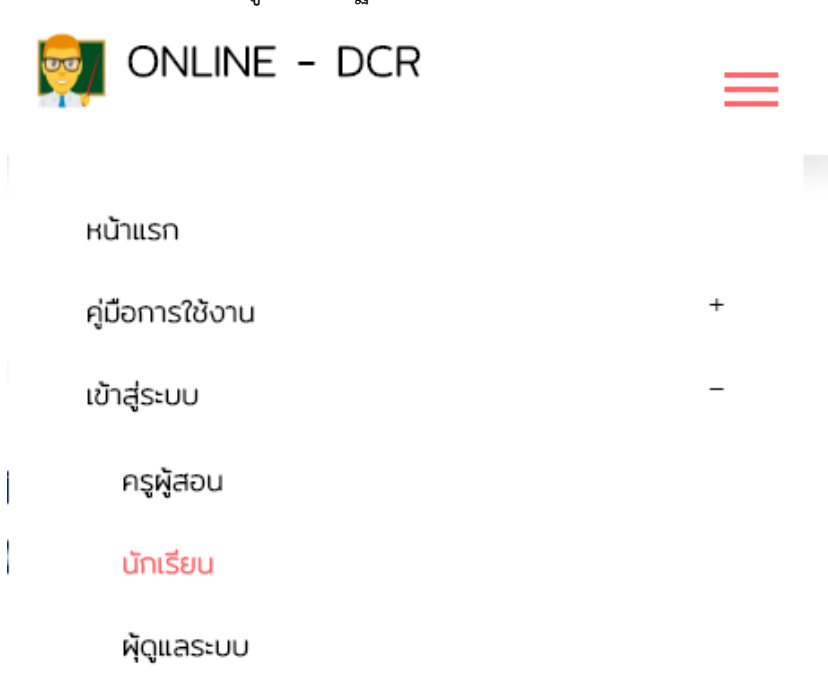 ONLINE - DCR
หน้าแรก
คู่มือการใช้งาน +
เข้าสู่ระบบ -
ครูผู้สอน
นักเรียน
ผุ้ดูแลระบบ